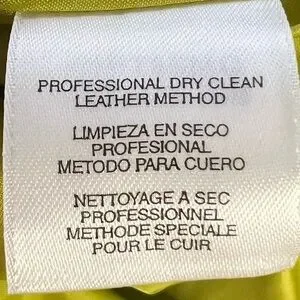 PROFESSIONAL DRY CLEAN
LEATHER METHOD
LIMPIEZA EN SECO
PROFESIONAL
METODO PARA CUERO
NETTOYAGE A SEC
PROFESSIONNEL
METHODE SPECIALE
POUR LE CUIR